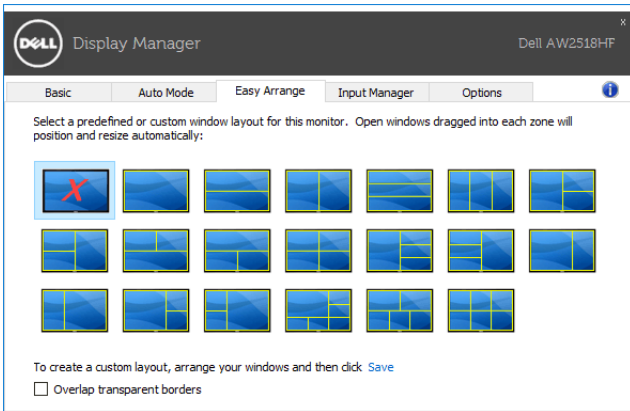 x
DELL Display Manager Dell AW2518HF
Basic Auto Mode Easy Arrange Input Manager Options i
Select a predefined or custom window layout for this monitor. Open windows dragged into each zone will
position and resize automatically:
X
To create a custom layout, arrange your windows and then click Save
Overlap transparent borders